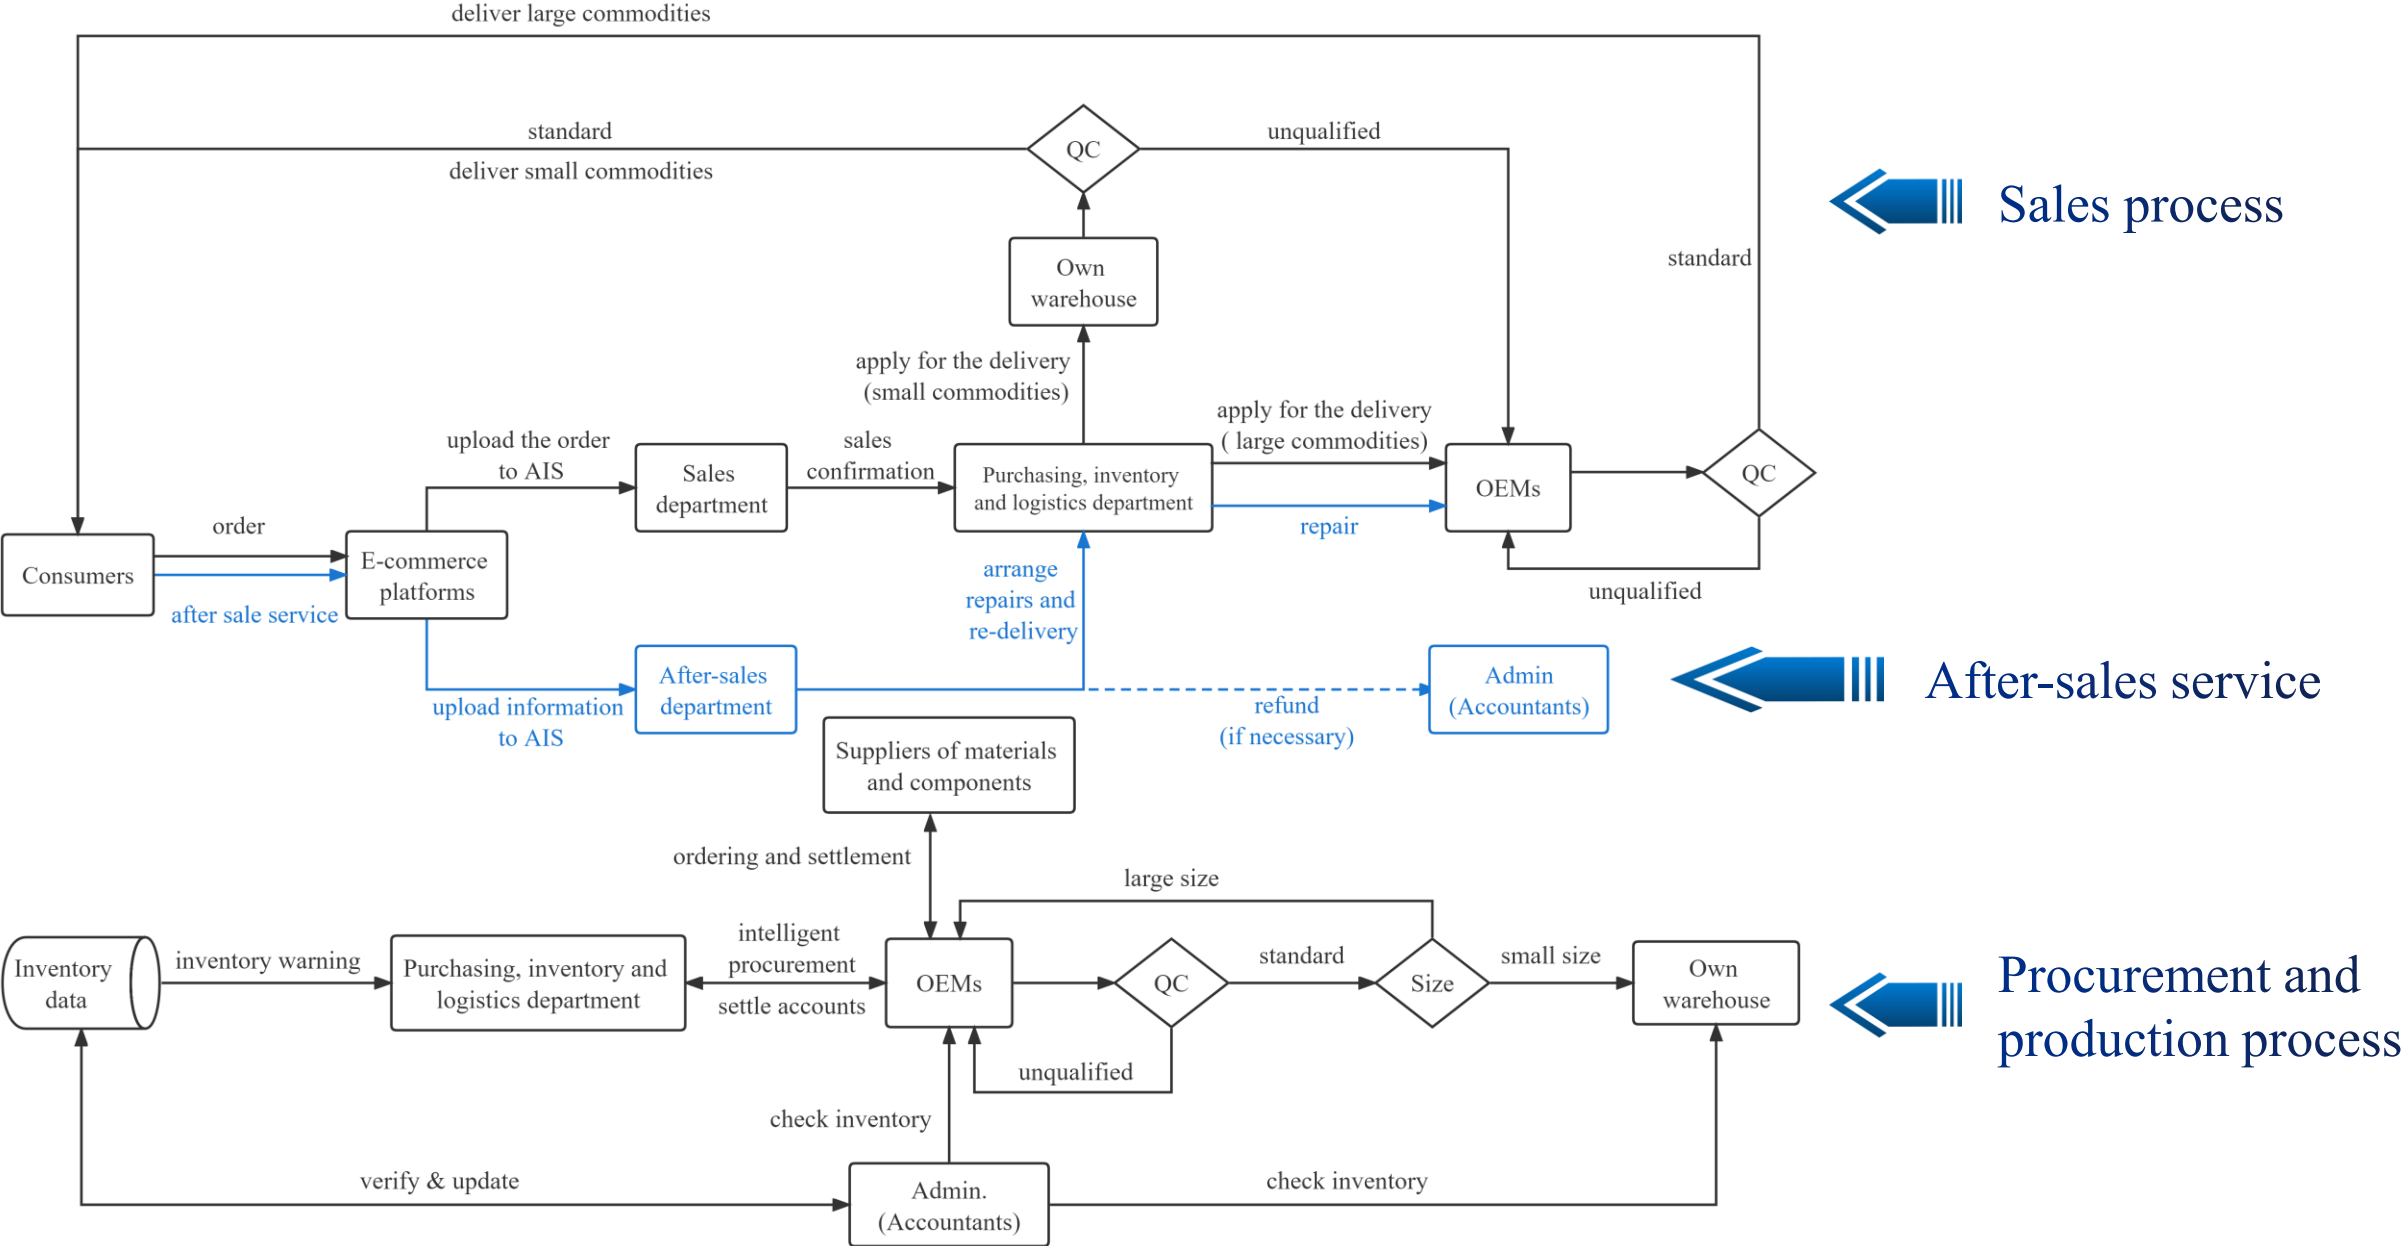 deliver large commodities
standard
deliver small commodities
QC
unqualified
Sales process
Own
warehouse
standard
apply for the delivery
(small commodities)
apply for the delivery
( large commodities)
upload the order
to AIS
Sales
department
sales
confirmation
Purchasing, inventory
and logistics department
OEMs
QC
repair
unqualified
order
Consumers
after sale service
E-commerce
platforms
arrange
repairs and
re-delivery
upload information
to AIS
After-sales
department
refund
(if necessary)
Admin
(Accountants)
After-sales service
Suppliers of materials
and components
ordering and settlement
large size
Inventory
data
inventory warning
Purchasing, inventory and
logistics department
intelligent
procurement
settle accounts
OEMs
QC
standard
Size
small size
Own
warehouse
Procurement and
production process
unqualified
check inventory
verify & update
Admin.
(Accountants)
check inventory